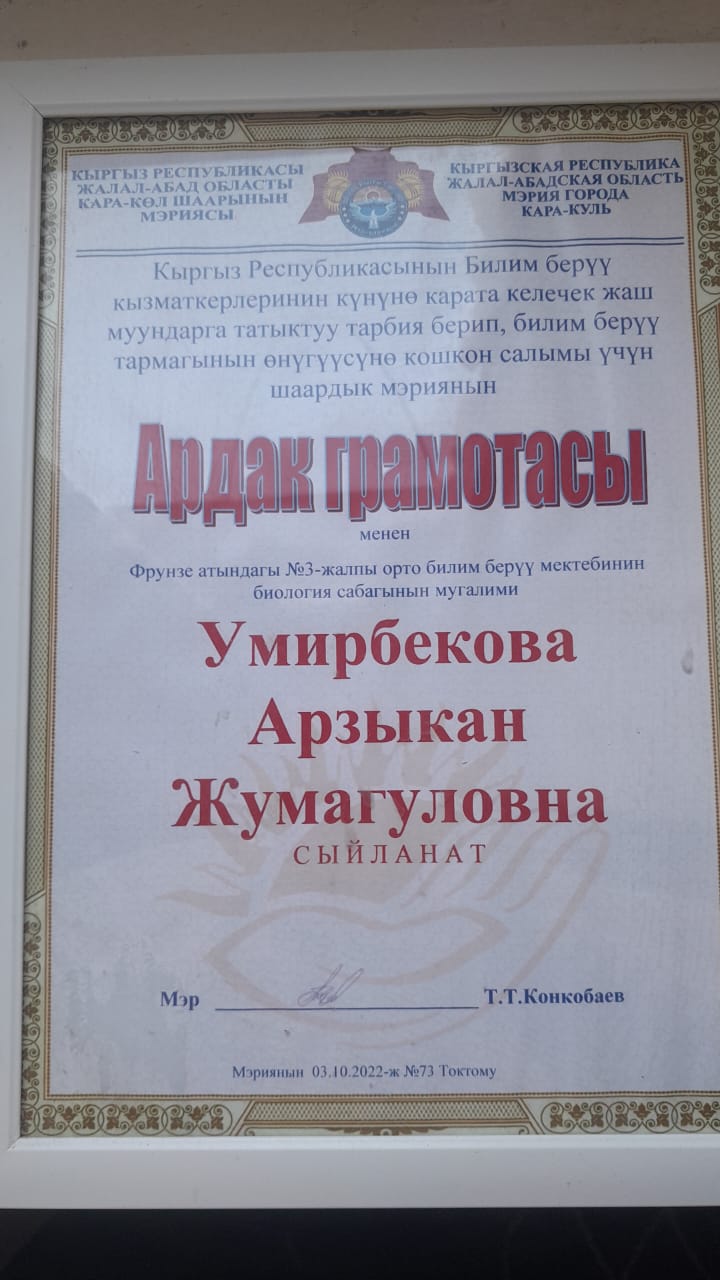 КЫРГЫЗ РЕСПУБЛИКАСЫ
ЖАЛАЛ-АБАД ОБЛАСТЫ
КАРА-КӨЛ ШААРЫНЫН
МЭРИЯСЫ
КЫРГЫЗСКАЯ РЕСПУБЛИКА
ЖАЛАЛ-АБАДСКАЯ ОБЛАСТЬ
МЭРИЯ ГОРОДА
КАРА-КУЛЬ
Кыргыз Республикасынын Билим берүү
кызматкерлеринин күнүнө карата келечек жаш
муундарга татыктуу тарбия берип, билим берүү
тармагынын өнүгүүсүнө кошкон салымы үчүн
шаардык мэриянын
Ардак грамотасы
менен
Фрунзе атындагы №3-жалпы орто билим берүү мектебинин
биология сабагынын мугалими
Умирбекова
Арзыкан
Жумагуловна
СЫЙЛАНАТ
Мэр Т.Т.Конкобаев
Мэриянын 03.10.2022-ж №73 Токтому